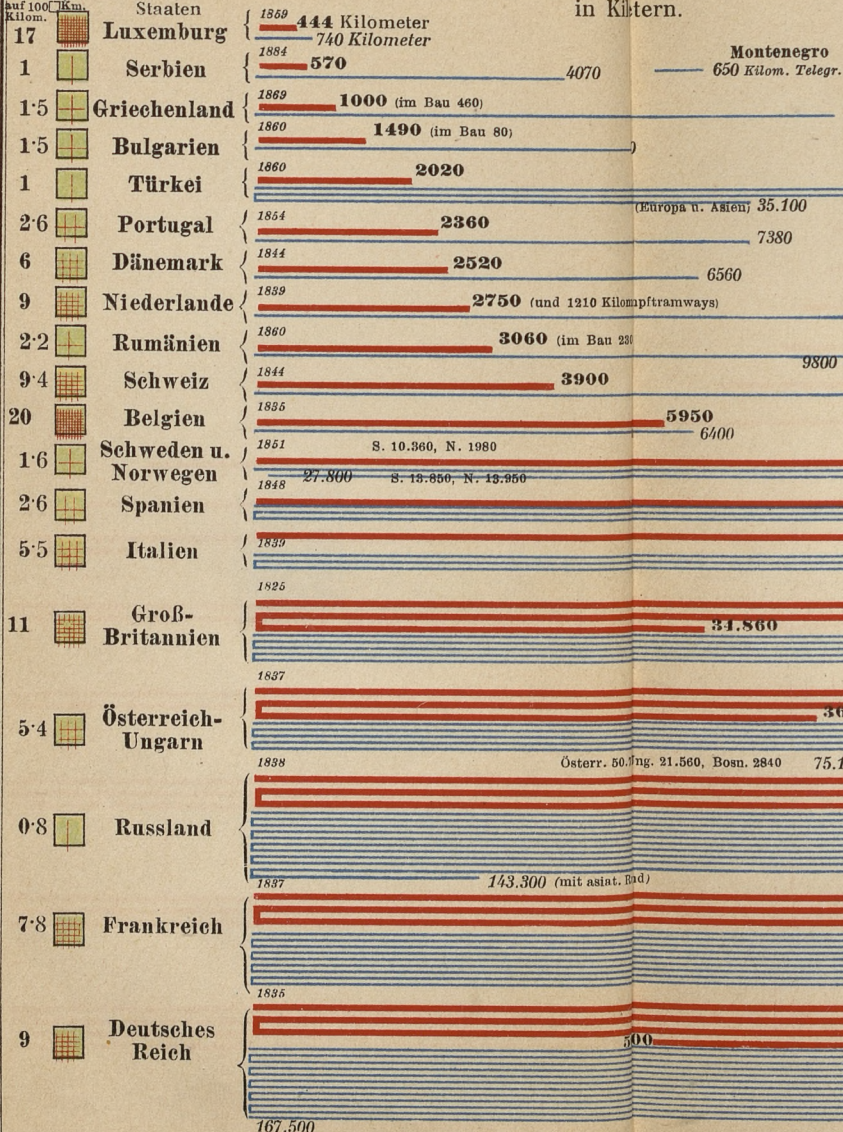 auf 100 □Km.
Kilom.
Staaten
in Ki tern.
17 Luxemburg 1859 444 Kilometer
740 Kilometer
Montenegro
650 Kilom. Telegr.
1 Serbien 1884 570
4070
1·5 Griechenland 1869 1000 (im Bau 460)
1·5 Bulgarien 1860 1490 (im Bau 80)
1 Türkei 1860 2020
(Europa u. Asien) 35.100
2·6 Portugal 1854 2360
7380
6 Dänemark 1844 2520
6560
9 Niederlande 1839 2750 (und 1210 Kilom pftramways)
2·2 Rumänien 1860 3060 (im Bau 23
9800
9·4 Schweiz 1844 3900
20 Belgien 1835 5950
6400
1·6 Schweden u. Norwegen 1851 S. 10.360, N. 1980
27.800 S. 13.850, N. 13.950
2·6 Spanien 1848
5·5 Italien 1839
11 Groß-
Britannien 1825
34.860
5·4 Österreich-
Ungarn 1837
36
Österr. 50. Ung. 21.560, Bosn. 2840 75.1
0·8 Russland 1838
143.300 (mit asiat.
7·8 Frankreich 1837
9 Deutsches
Reich 1835
500
167.500